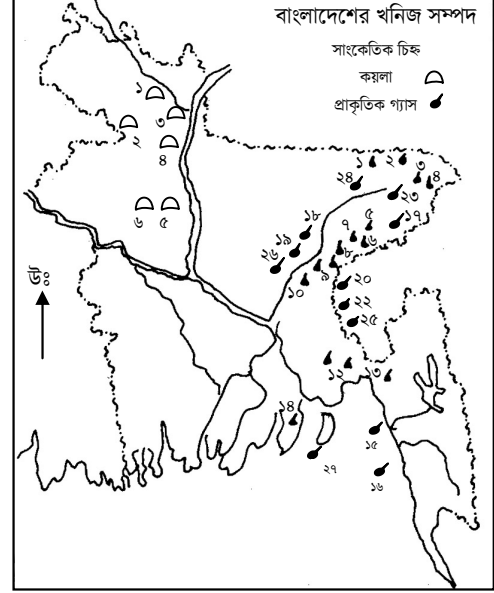 বাংলাদেশের খনিজ সম্পদ
সাংকেতিক চিহ্ন
কয়লা
প্রাকৃতিক গ্যাস
১
৩
২
৪
৬ ৫
১ ২ ৩
২৪ ৪
২৩
১৮ ৫ ১৭
৭
১৯ ৬
২৬ ৮
৯
১০ ২০
উঃ
২২
২৫
১২ ১৩
১৪
১৫
২৭
১৬